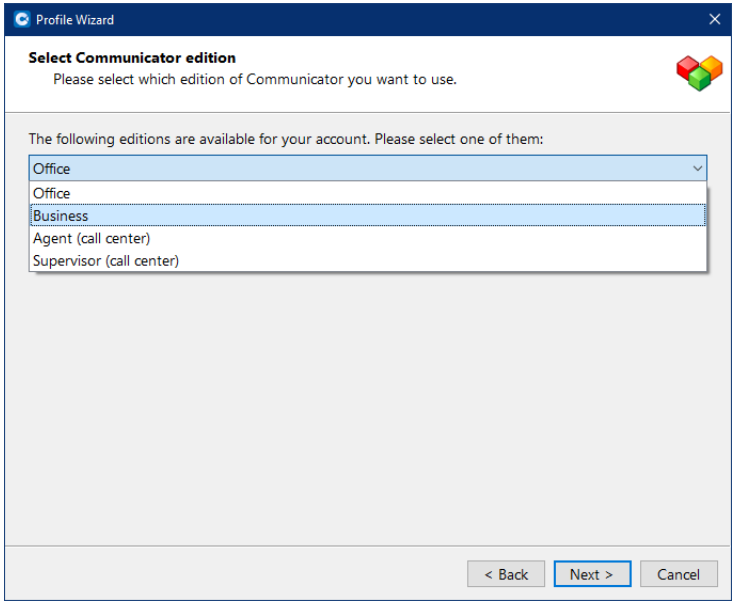 Profile Wizard
Select Communicator edition
Please select which edition of Communicator you want to use.
The following editions are available for your account. Please select one of them:
Office
Office
Business
Agent (call center)
Supervisor (call center)
< Back
Next >
Cancel